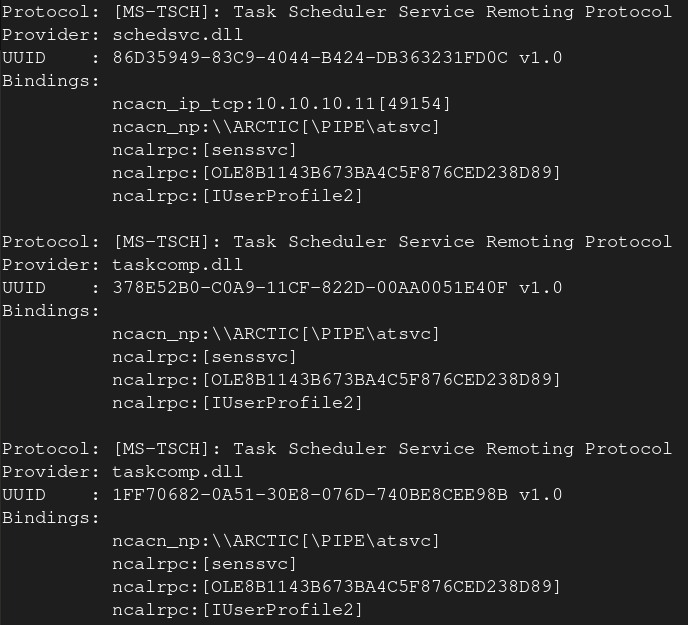 Protocol: [MS-TSCH]: Task Scheduler Service Remoting Protocol
Provider: schedsvc.dll
UUID    : 86D35949-83C9-4044-B424-DB363231FD0C v1.0
Bindings:
          ncacn_ip_tcp:10.10.10.11[49154]
          ncacn_np:\\ARCTIC[\PIPE\atsvc]
          ncalrpc:[senssvc]
          ncalrpc:[OLE8B1143B673BA4C5F876CED238D89]
          ncalrpc:[IUserProfile2]

Protocol: [MS-TSCH]: Task Scheduler Service Remoting Protocol
Provider: taskcomp.dll
UUID    : 378E52B0-C0A9-11CF-822D-00AA0051E40F v1.0
Bindings:
          ncacn_np:\\ARCTIC[\PIPE\atsvc]
          ncalrpc:[senssvc]
          ncalrpc:[OLE8B1143B673BA4C5F876CED238D89]
          ncalrpc:[IUserProfile2]

Protocol: [MS-TSCH]: Task Scheduler Service Remoting Protocol
Provider: taskcomp.dll
UUID    : 1FF70682-0A51-30E8-076D-740BE8CEE98B v1.0
Bindings:
          ncacn_np:\\ARCTIC[\PIPE\atsvc]
          ncalrpc:[senssvc]
          ncalrpc:[OLE8B1143B673BA4C5F876CED238D89]
          ncalrpc:[IUserProfile2]